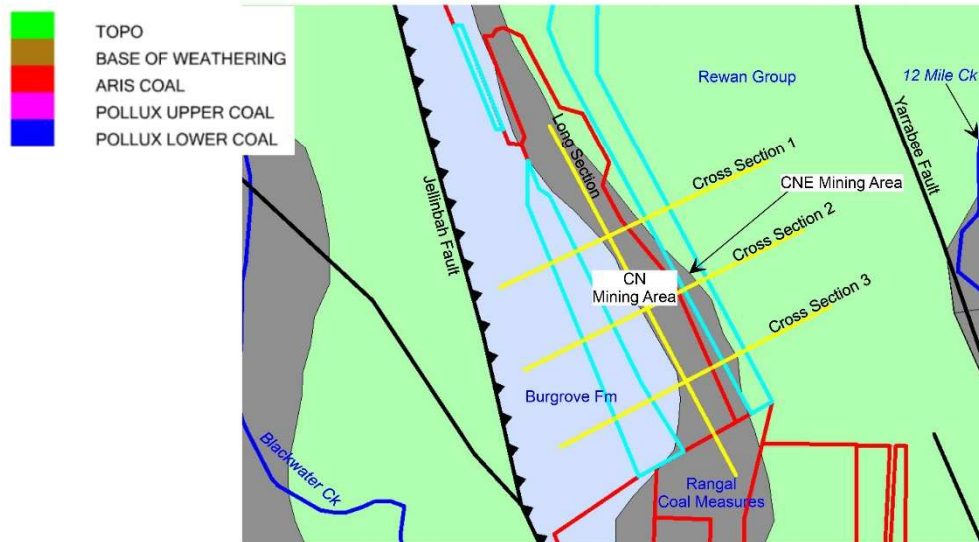 TOPO
BASE OF WEATHERING
ARIS COAL
POLLUX UPPER COAL
POLLUX LOWER COAL
Rewan Group
12 Mile Ck
Yarrabee Fault
Long Section
Cross Section 1
CNE Mining Area
Jellinbah Fault
Cross Section 2
CN
Mining Area
Cross Section 3
Burgrove Fm
Blackwater Ck
Rangal
Coal Measures